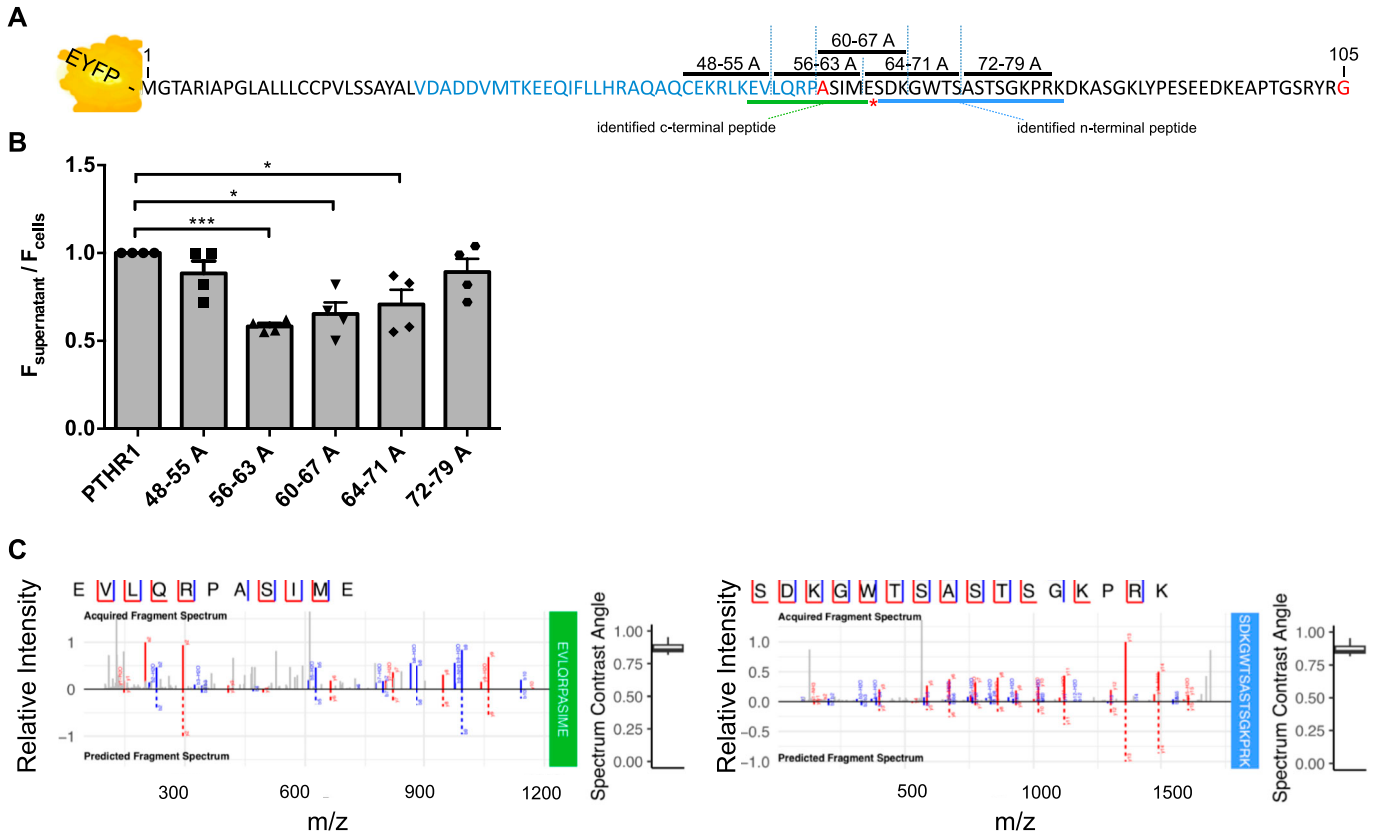 A
EYFP
1
60-67 A
105
48-55 A 56-63 A 64-71 A 72-79 A
MGTARIAPGLALLLCCPVLSSAYALVDADDVMTKEEQIFLLHRAQAQCEKRLKEVLQRPASIMESDKGWTSASTSGKPRKDKASGKLYPESEEDKEAPTGSRYRG
*
identified c-terminal peptide
identified n-terminal peptide
B
1.5
1.0
0.5
0.0
Fsupernatant / Fcells
*
*
***
PTHR1
48-55 A
56-63 A
60-67 A
64-71 A
72-79 A
C
E V L Q R P A S I M E
Acquired Fragment Spectrum
Relative Intensity
1
0
−1
Predicted Fragment Spectrum
300 600 900 1200
m/z
EVLQRPASIME
Spectrum Contrast Angle
1.00
0.75
0.50
0.25
0.00
S D K G W T S A S T S G K P R K
Acquired Fragment Spectrum
Relative Intensity
1.0
0.5
0.0
−0.5
−1.0
Predicted Fragment Spectrum
500 1000 1500
m/z
SDKGWTSASTSGKPRK
Spectrum Contrast Angle
1.00
0.75
0.50
0.25
0.00